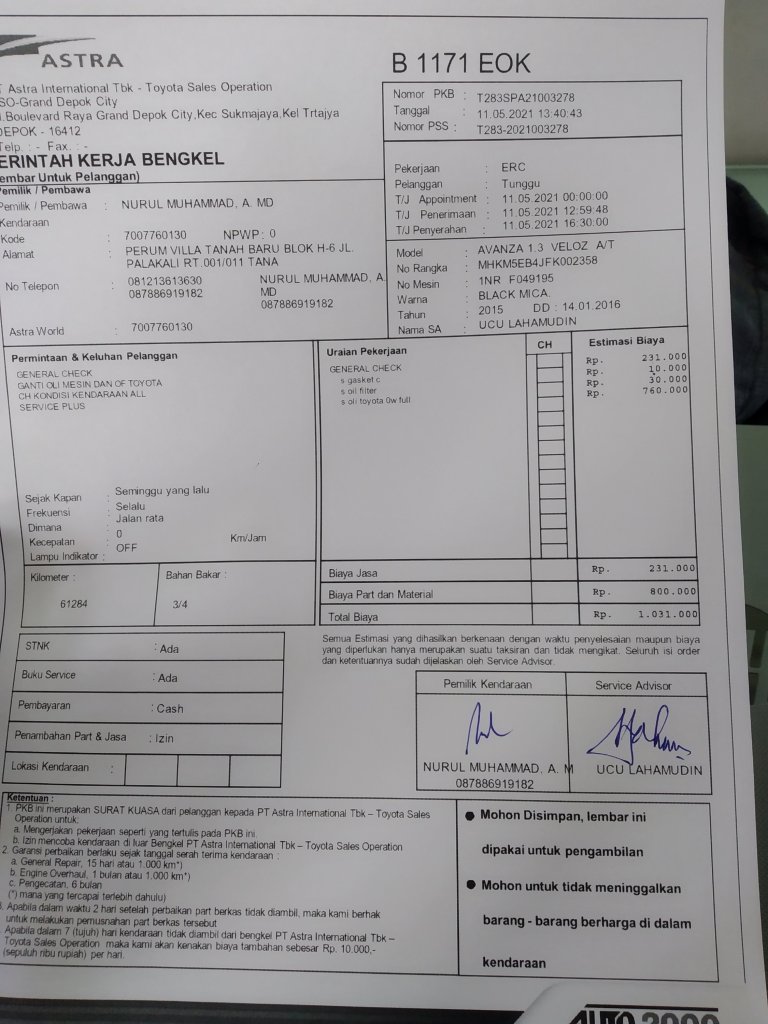 ASTRA
B 1171 EOK
Astra International Tbk - Toyota Sales Operation
SO-Grand Depok City
Boulevard Raya Grand Depok City,Kec Sukmajaya,Kel Trtajya
DEPOK - 16412
Telp. : - Fax. : -
ERINTAH KERJA BENGKEL
embar Untuk Pelanggan)
Nomor PKB : T283SPA21003278
Tanggal : 11.05.2021 13:40:43
Nomor PSS : T283-2021003278
Pemilik / Pembawa
Pemilik / Pembawa : NURUL MUHAMMAD, A. MD
Kendaraan
Kode : 7007760130 NPWP : 0
Alamat : PERUM VILLA TANAH BARU BLOK H-6 JL.
PALAKALI RT.001/011 TANA
No Telepon : 081213613630 NURUL MUHAMMAD, A.
087886919182 MD
087886919182
Astra World : 7007760130
Pekerjaan : ERC
Pelanggan : Tunggu
T/J Appointment : 11.05.2021 00:00:00
T/J Penerimaan : 11.05.2021 12:59:48
T/J Penyerahan : 11.05.2021 16:30:00
Model : AVANZA 1.3 VELOZ A/T
No Rangka : MHKM5EB4JFK002358
No Mesin : 1NR F049195
Warna : BLACK MICA.
Tahun : 2015 DD : 14.01.2016
Nama SA : UCU LAHAMUDIN
Permintaan & Keluhan Pelanggan
GENERAL CHECK
GANTI OLI MESIN DAN OF TOYOTA
CH KONDISI KENDARAAN ALL
SERVICE PLUS
Sejak Kapan : Seminggu yang lalu
Frekuensi : Selalu
Dimana : Jalan rata
Kecepatan : 0 Km/Jam
Lampu Indikator : OFF
Kilometer :
61284
Bahan Bakar :
3/4
Uraian Pekerjaan CH Estimasi Biaya
GENERAL CHECK Rp. 231.000
s gasket c Rp. 10.000
s oil filter Rp. 30.000
s oli toyota 0w full Rp. 760.000
Biaya Jasa Rp. 231.000
Biaya Part dan Material Rp. 800.000
Total Biaya Rp. 1.031.000
STNK : Ada
Buku Service : Ada
Pembayaran : Cash
Penambahan Part & Jasa : Izin
Lokasi Kendaraan :
Semua Estimasi yang dihasilkan berkenaan dengan waktu penyelesaian maupun biaya
yang diperlukan hanya merupakan suatu taksiran dan tidak mengikat. Seluruh isi order
dan ketentuannya sudah dijelaskan oleh Service Advisor.
Pemilik Kendaraan Service Advisor
NURUL MUHAMMAD, A. M UCU LAHAMUDIN
087886919182
Ketentuan :
1. PKB ini merupakan SURAT KUASA dari pelanggan kepada PT Astra International Tbk – Toyota Sales
Operation untuk:
a. Mengerjakan pekerjaan seperti yang tertulis pada PKB ini.
b. Izin mencoba kendaraan di luar Bengkel PT Astra International Tbk – Toyota Sales Operation
2. Garansi perbaikan berlaku sejak tanggal serah terima kendaraan :
a. General Repair, 15 hari atau 1.000 km*)
b. Engine Overhaul, 1 bulan atau 1.000 km*)
c. Pengecatan, 6 bulan
(*) mana yang tercapai terlebih dahulu)
Apabila dalam waktu 2 hari setelah perbaikan part berkas tidak diambil, maka kami berhak
untuk melakukan pemusnahan part berkas tersebut
Apabila dalam 7 (tujuh) hari kendaraan tidak diambil dari bengkel PT Astra International Tbk –
Toyota Sales Operation maka kami akan kenakan biaya tambahan sebesar Rp. 10.000,-
(sepuluh ribu rupiah) per hari.
● Mohon Disimpan, lembar ini
dipakai untuk pengambilan
● Mohon untuk tidak meninggalkan
barang - barang berharga di dalam
kendaraan
AUTO 2000